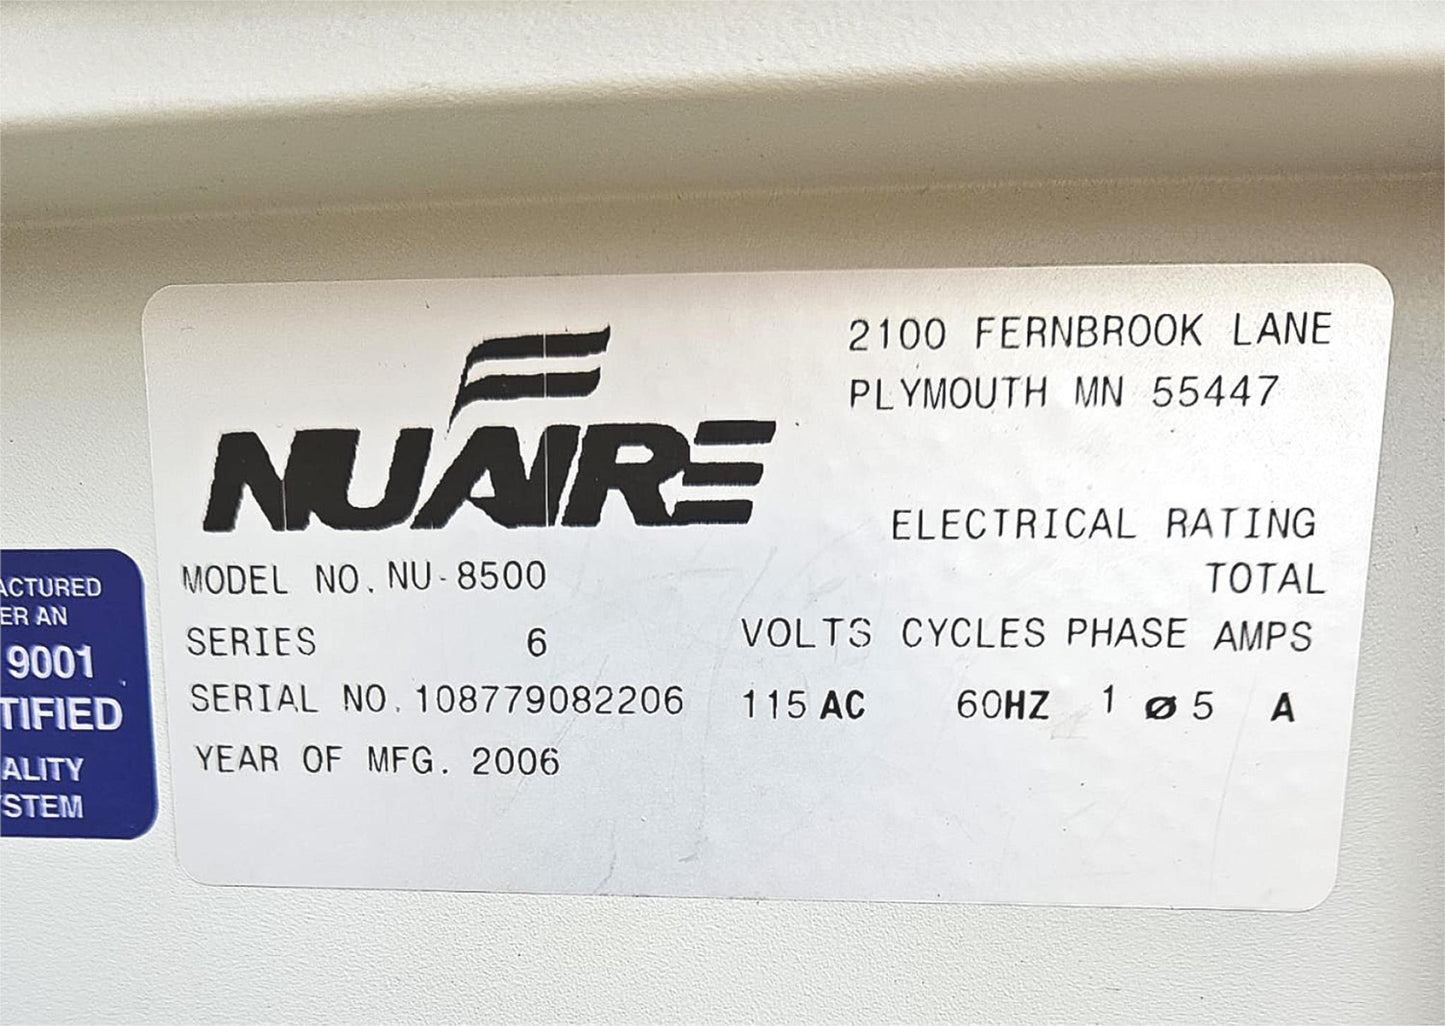 NUAIRE
2100 FERNBROOK LANE
PLYMOUTH MN 55447
ELECTRICAL RATING
TOTAL
VOLTS CYCLES PHASE AMPS
115 AC 60HZ 1 ø 5 A
MODEL NO. NU-8500
SERIES 6
SERIAL NO. 108779082206
YEAR OF MFG. 2006
ACTURED
ER AN
9001
TIFIED
ALITY
STEM